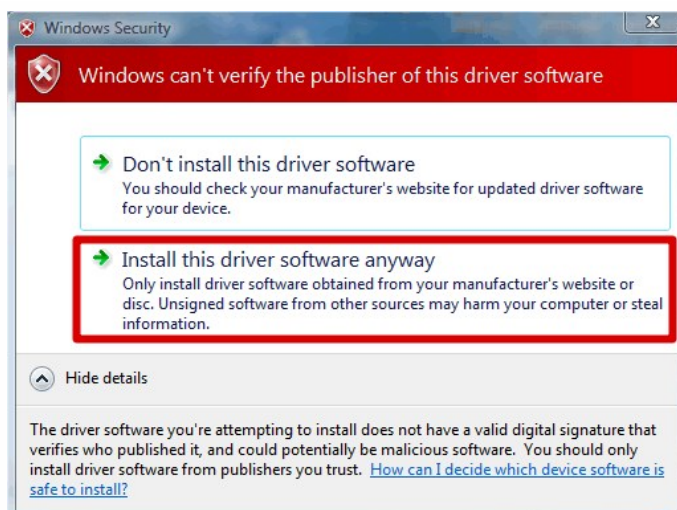 Windows Security
Windows can't verify the publisher of this driver software
Don't install this driver software
You should check your manufacturer's website for updated driver software
for your device.
Install this driver software anyway
Only install driver software obtained from your manufacturer's website or
disc. Unsigned software from other sources may harm your computer or steal
information.
Hide details
The driver software you're attempting to install does not have a valid digital signature that
verifies who published it, and could potentially be malicious software. You should only
install driver software from publishers you trust. How can I decide which device software is
safe to install?